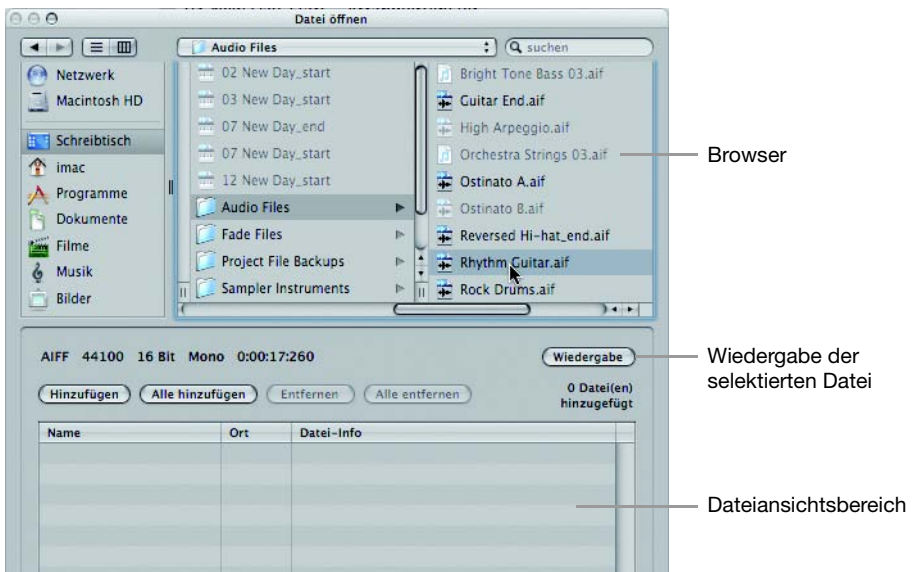 Datei öffnen
Audio Files
suchen
Netzwerk
Macintosh HD
Schreibtisch
imac
Programme
Dokumente
Filme
Musik
Bilder
02 New Day_start
03 New Day_start
07 New Day_end
07 New Day_start
12 New Day_start
Audio Files
Fade Files
Project File Backups
Sampler Instruments
Bright Tone Bass 03.aif
Guitar End.aif
High Arpeggio.aif
Orchestra Strings 03.aif
Ostinato A.aif
Ostinato B.aif
Reversed Hi-hat_end.aif
Rhythm Guitar.aif
Rock Drums.aif
Browser
AIFF 44100 16 Bit Mono 0:00:17:260
Wiedergabe
Wiedergabe der
selektierten Datei
Hinzufügen
Alle hinzufügen
Entfernen
Alle entfernen
0 Datei(en)
hinzugefügt
Name
Ort
Datei-Info
Dateiansichtsbereich